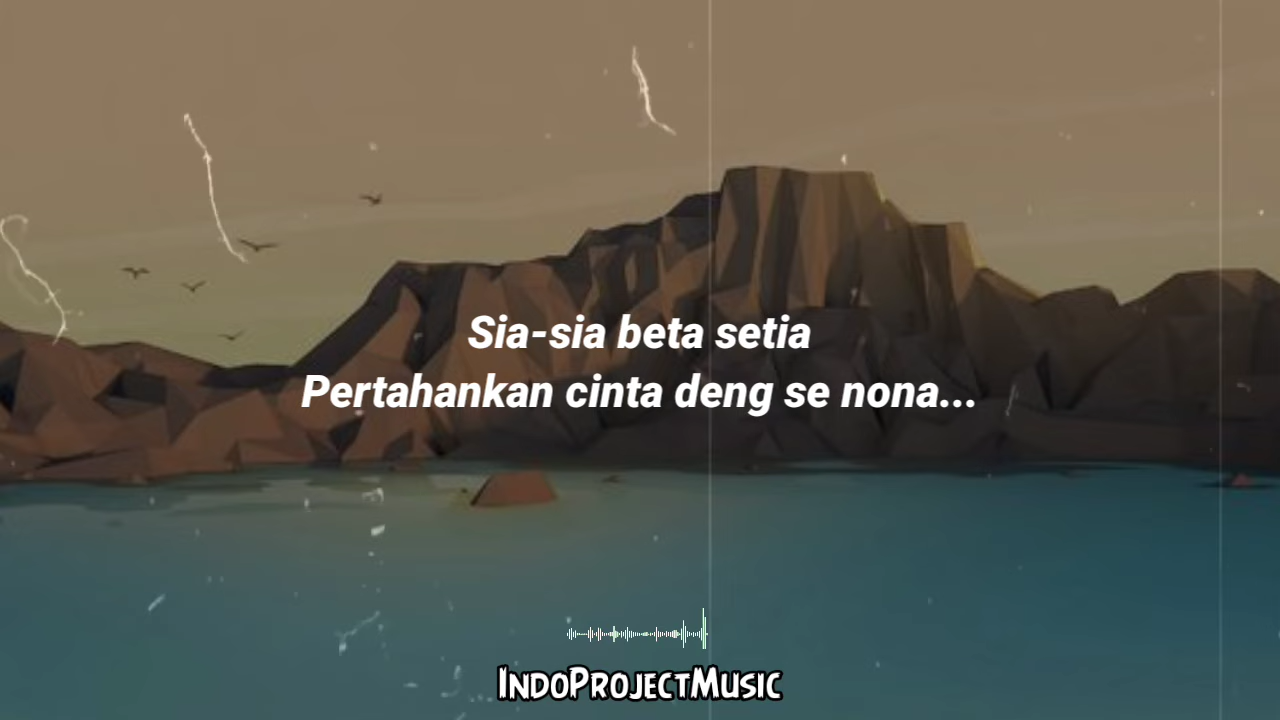 Sia-sia beta setia
Pertahankan cinta deng se nona...
IndoProjectMusic